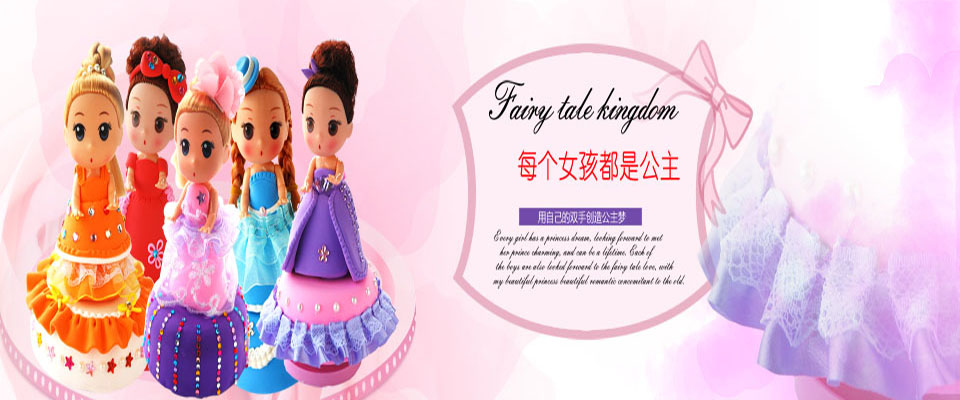 Fairy tale kingdom
每个女孩都是公主
用自己的双手创造公主梦
Every girl has a princess dream, looking forward to met
her prince charming, and can be a lifetime. Each of
the boys are also looked forward to the fairy tale love, with
my beautiful princess beautiful romantic concometant to the old.